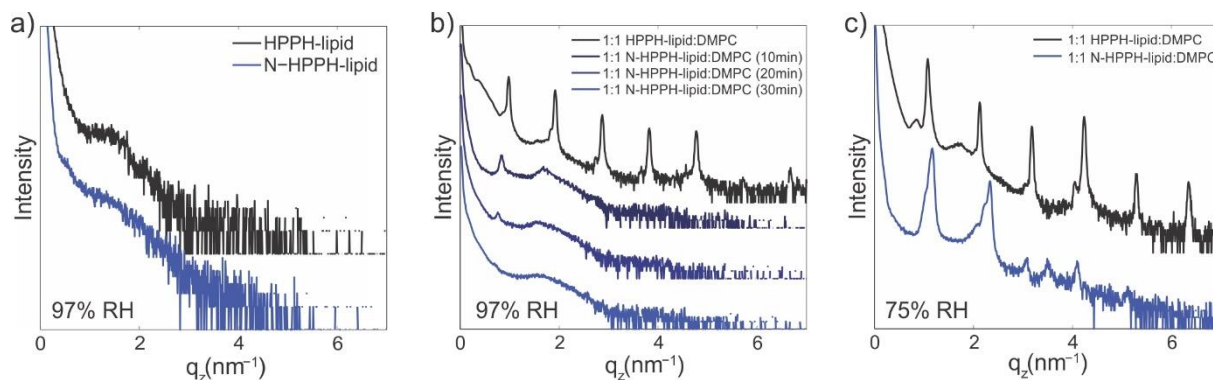 a)
Intensity
HPPH-lipid
N-HPPH-lipid
97% RH
0 2 4 6
qz(nm⁻¹)
b)
Intensity
1:1 HPPH-lipid:DMPC
1:1 N-HPPH-lipid:DMPC (10min)
1:1 N-HPPH-lipid:DMPC (20min)
1:1 N-HPPH-lipid:DMPC (30min)
97% RH
0 2 4 6
qz(nm⁻¹)
c)
Intensity
1:1 HPPH-lipid:DMPC
1:1 N-HPPH-lipid:DMPC
75% RH
0 2 4 6
qz(nm⁻¹)